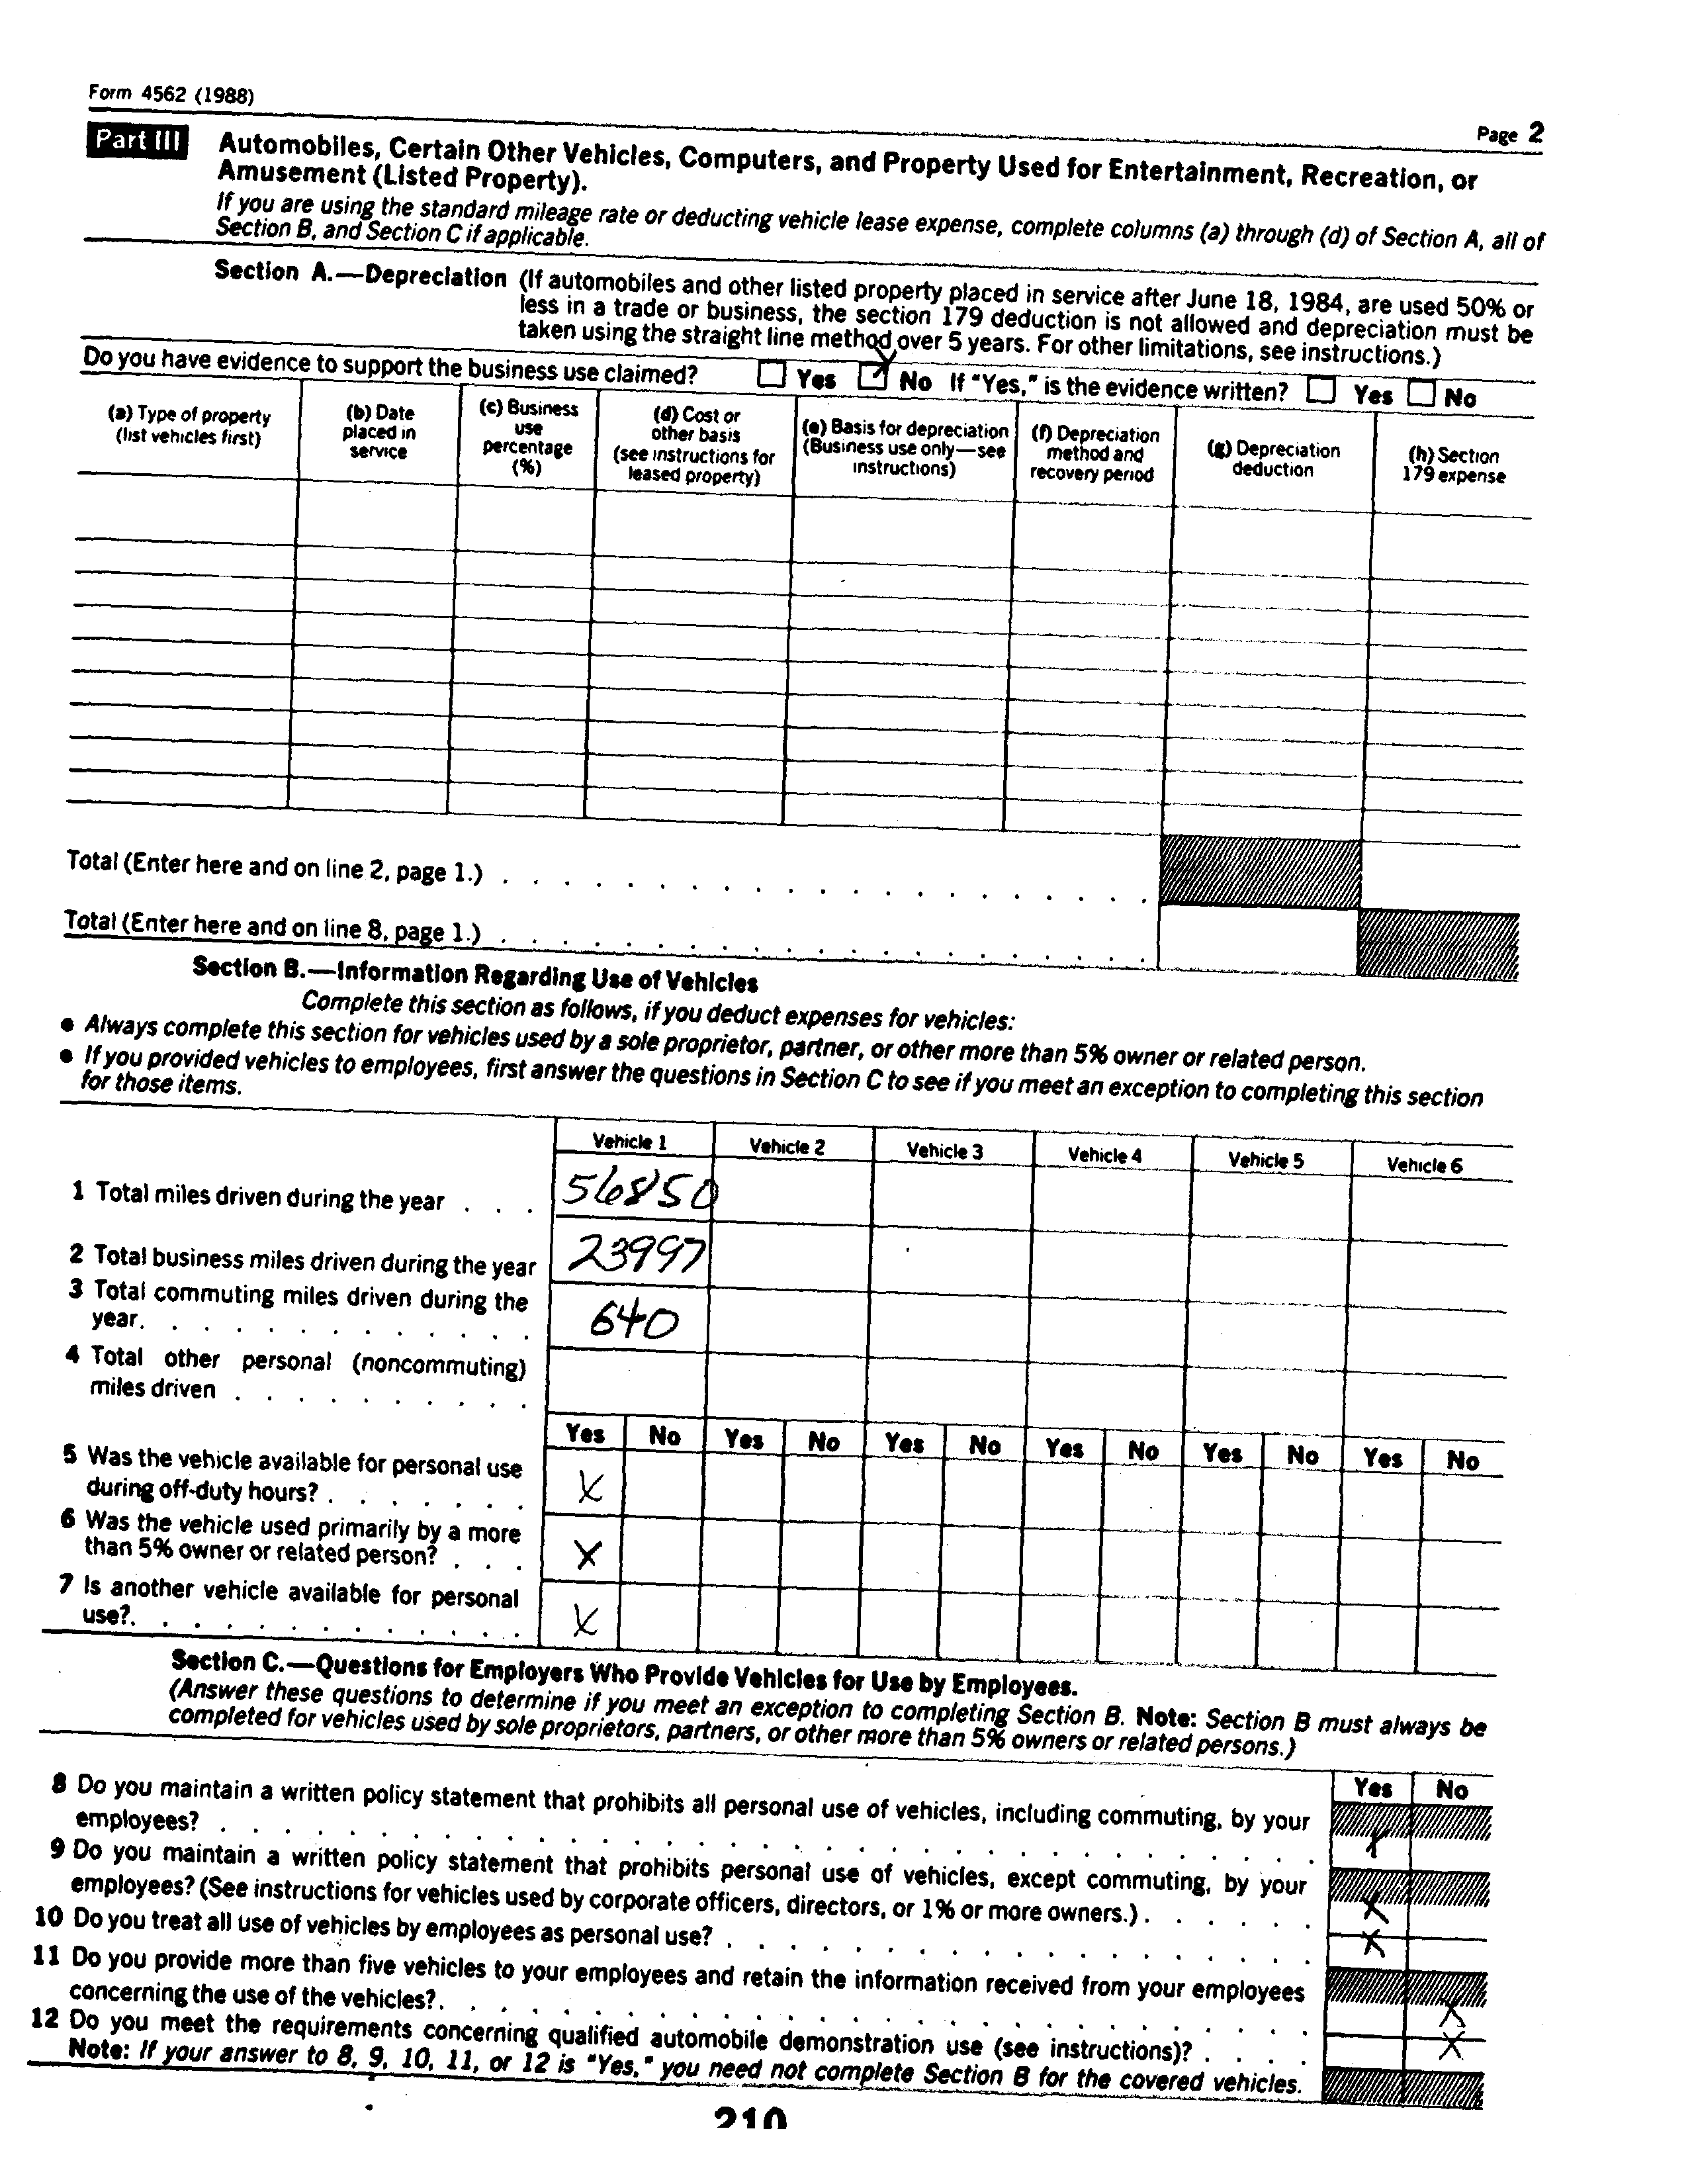 Form 4562 (1988)
Page 2
Part III Automobiles, Certain Other Vehicles, Computers, and Property Used for Entertainment, Recreation, or
Amusement (Listed Property).
If you are using the standard mileage rate or deducting vehicle lease expense, complete columns (a) through (d) of Section A, all of
Section B, and Section C if applicable.
Section A.—Depreciation (If automobiles and other listed property placed in service after June 18, 1984, are used 50% or
less in a trade or business, the section 179 deduction is not allowed and depreciation must be
taken using the straight line method over 5 years. For other limitations, see instructions.)
Do you have evidence to support the business use claimed? ☐ Yes ☒ No If "Yes," is the evidence written? ☐ Yes ☐ No
(a) Type of property
(list vehicles first)
(b) Date
placed in
service
(c) Business
use
percentage
(%)
(d) Cost or
other basis
(see instructions for
leased property)
(e) Basis for depreciation
(Business use only—see
instructions)
(f) Depreciation
method and
recovery period
(g) Depreciation
deduction
(h) Section
179 expense
Total (Enter here and on line 2, page 1.)
Total (Enter here and on line 8, page 1.)
Section B.—Information Regarding Use of Vehicles
Complete this section as follows, if you deduct expenses for vehicles:
● Always complete this section for vehicles used by a sole proprietor, partner, or other more than 5% owner or related person.
● If you provided vehicles to employees, first answer the questions in Section C to see if you meet an exception to completing this section
for those items.
Vehicle 1 Vehicle 2 Vehicle 3 Vehicle 4 Vehicle 5 Vehicle 6
1 Total miles driven during the year . . . 56850
2 Total business miles driven during the year 23997
3 Total commuting miles driven during the
year. . . . . . . . . . . . . . 640
4 Total other personal (noncommuting)
miles driven . . . . . . . . . .
Yes No Yes No Yes No Yes No Yes No Yes No
5 Was the vehicle available for personal use
during off-duty hours? . . . . . . . X
6 Was the vehicle used primarily by a more
than 5% owner or related person? . . . X
7 Is another vehicle available for personal
use?. . . . . . . . . . . . . . X
Section C.—Questions for Employers Who Provide Vehicles for Use by Employees.
(Answer these questions to determine if you meet an exception to completing Section B. Note: Section B must always be
completed for vehicles used by sole proprietors, partners, or other more than 5% owners or related persons.)
Yes No
8 Do you maintain a written policy statement that prohibits all personal use of vehicles, including commuting, by your
employees? X
9 Do you maintain a written policy statement that prohibits personal use of vehicles, except commuting, by your
employees? (See instructions for vehicles used by corporate officers, directors, or 1% or more owners.) . . . . . . X
10 Do you treat all use of vehicles by employees as personal use? X
11 Do you provide more than five vehicles to your employees and retain the information received from your employees
concerning the use of the vehicles?. X
12 Do you meet the requirements concerning qualified automobile demonstration use (see instructions)? . . . . X
Note: If your answer to 8, 9, 10, 11, or 12 is "Yes," you need not complete Section B for the covered vehicles.
210